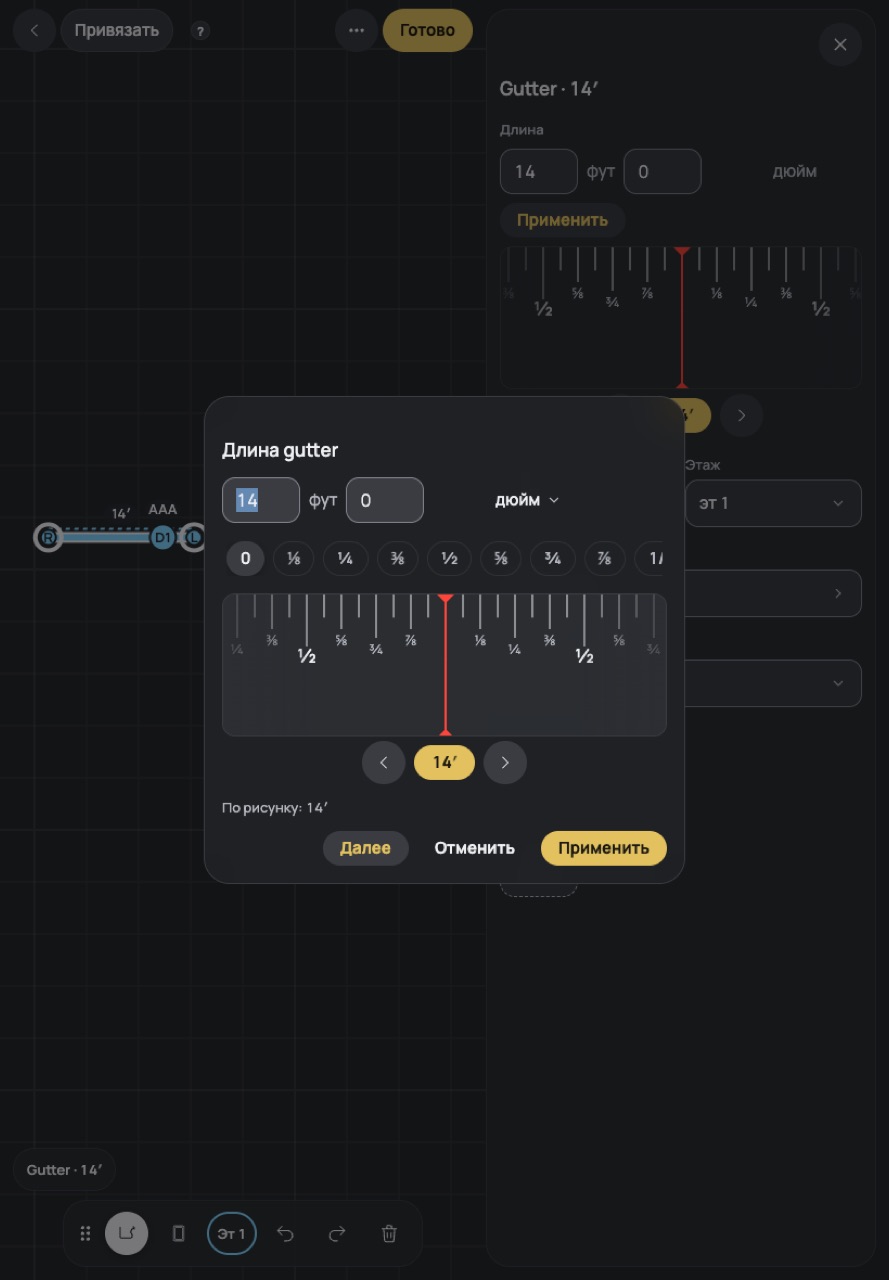 Привязать ? ••• Готово
Gutter · 14′
Длина
14 фут 0 дюйм
Применить
⅜ ½ ⅝ ¾ ⅞ ⅛ ¼ ⅜ ½ ⅝
Этаж
эт 1
14′ AAA
R D1 L
Длина gutter
14 фут 0 дюйм
0 ⅛ ¼ ⅜ ½ ⅝ ¾ ⅞
¼ ⅜ ½ ⅝ ¾ ⅞ ⅛ ¼ ⅜ ½ ⅝ ¾
14′
По рисунку: 14′
Далее Отменить Применить
Gutter · 14′
Эт 1